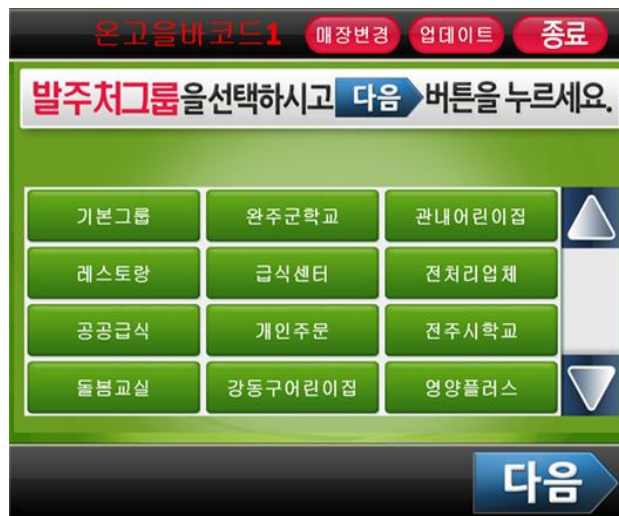 온고을바코드1 매장변경 업데이트 종료
발주처그룹을선택하시고 다음 버튼을 누르세요.
기본그룹 완주군학교 관내어린이집
레스토랑 급식센터 전처리업체
공공급식 개인주문 전주시학교
돌봄교실 강동구어린이집 영양플러스
다음